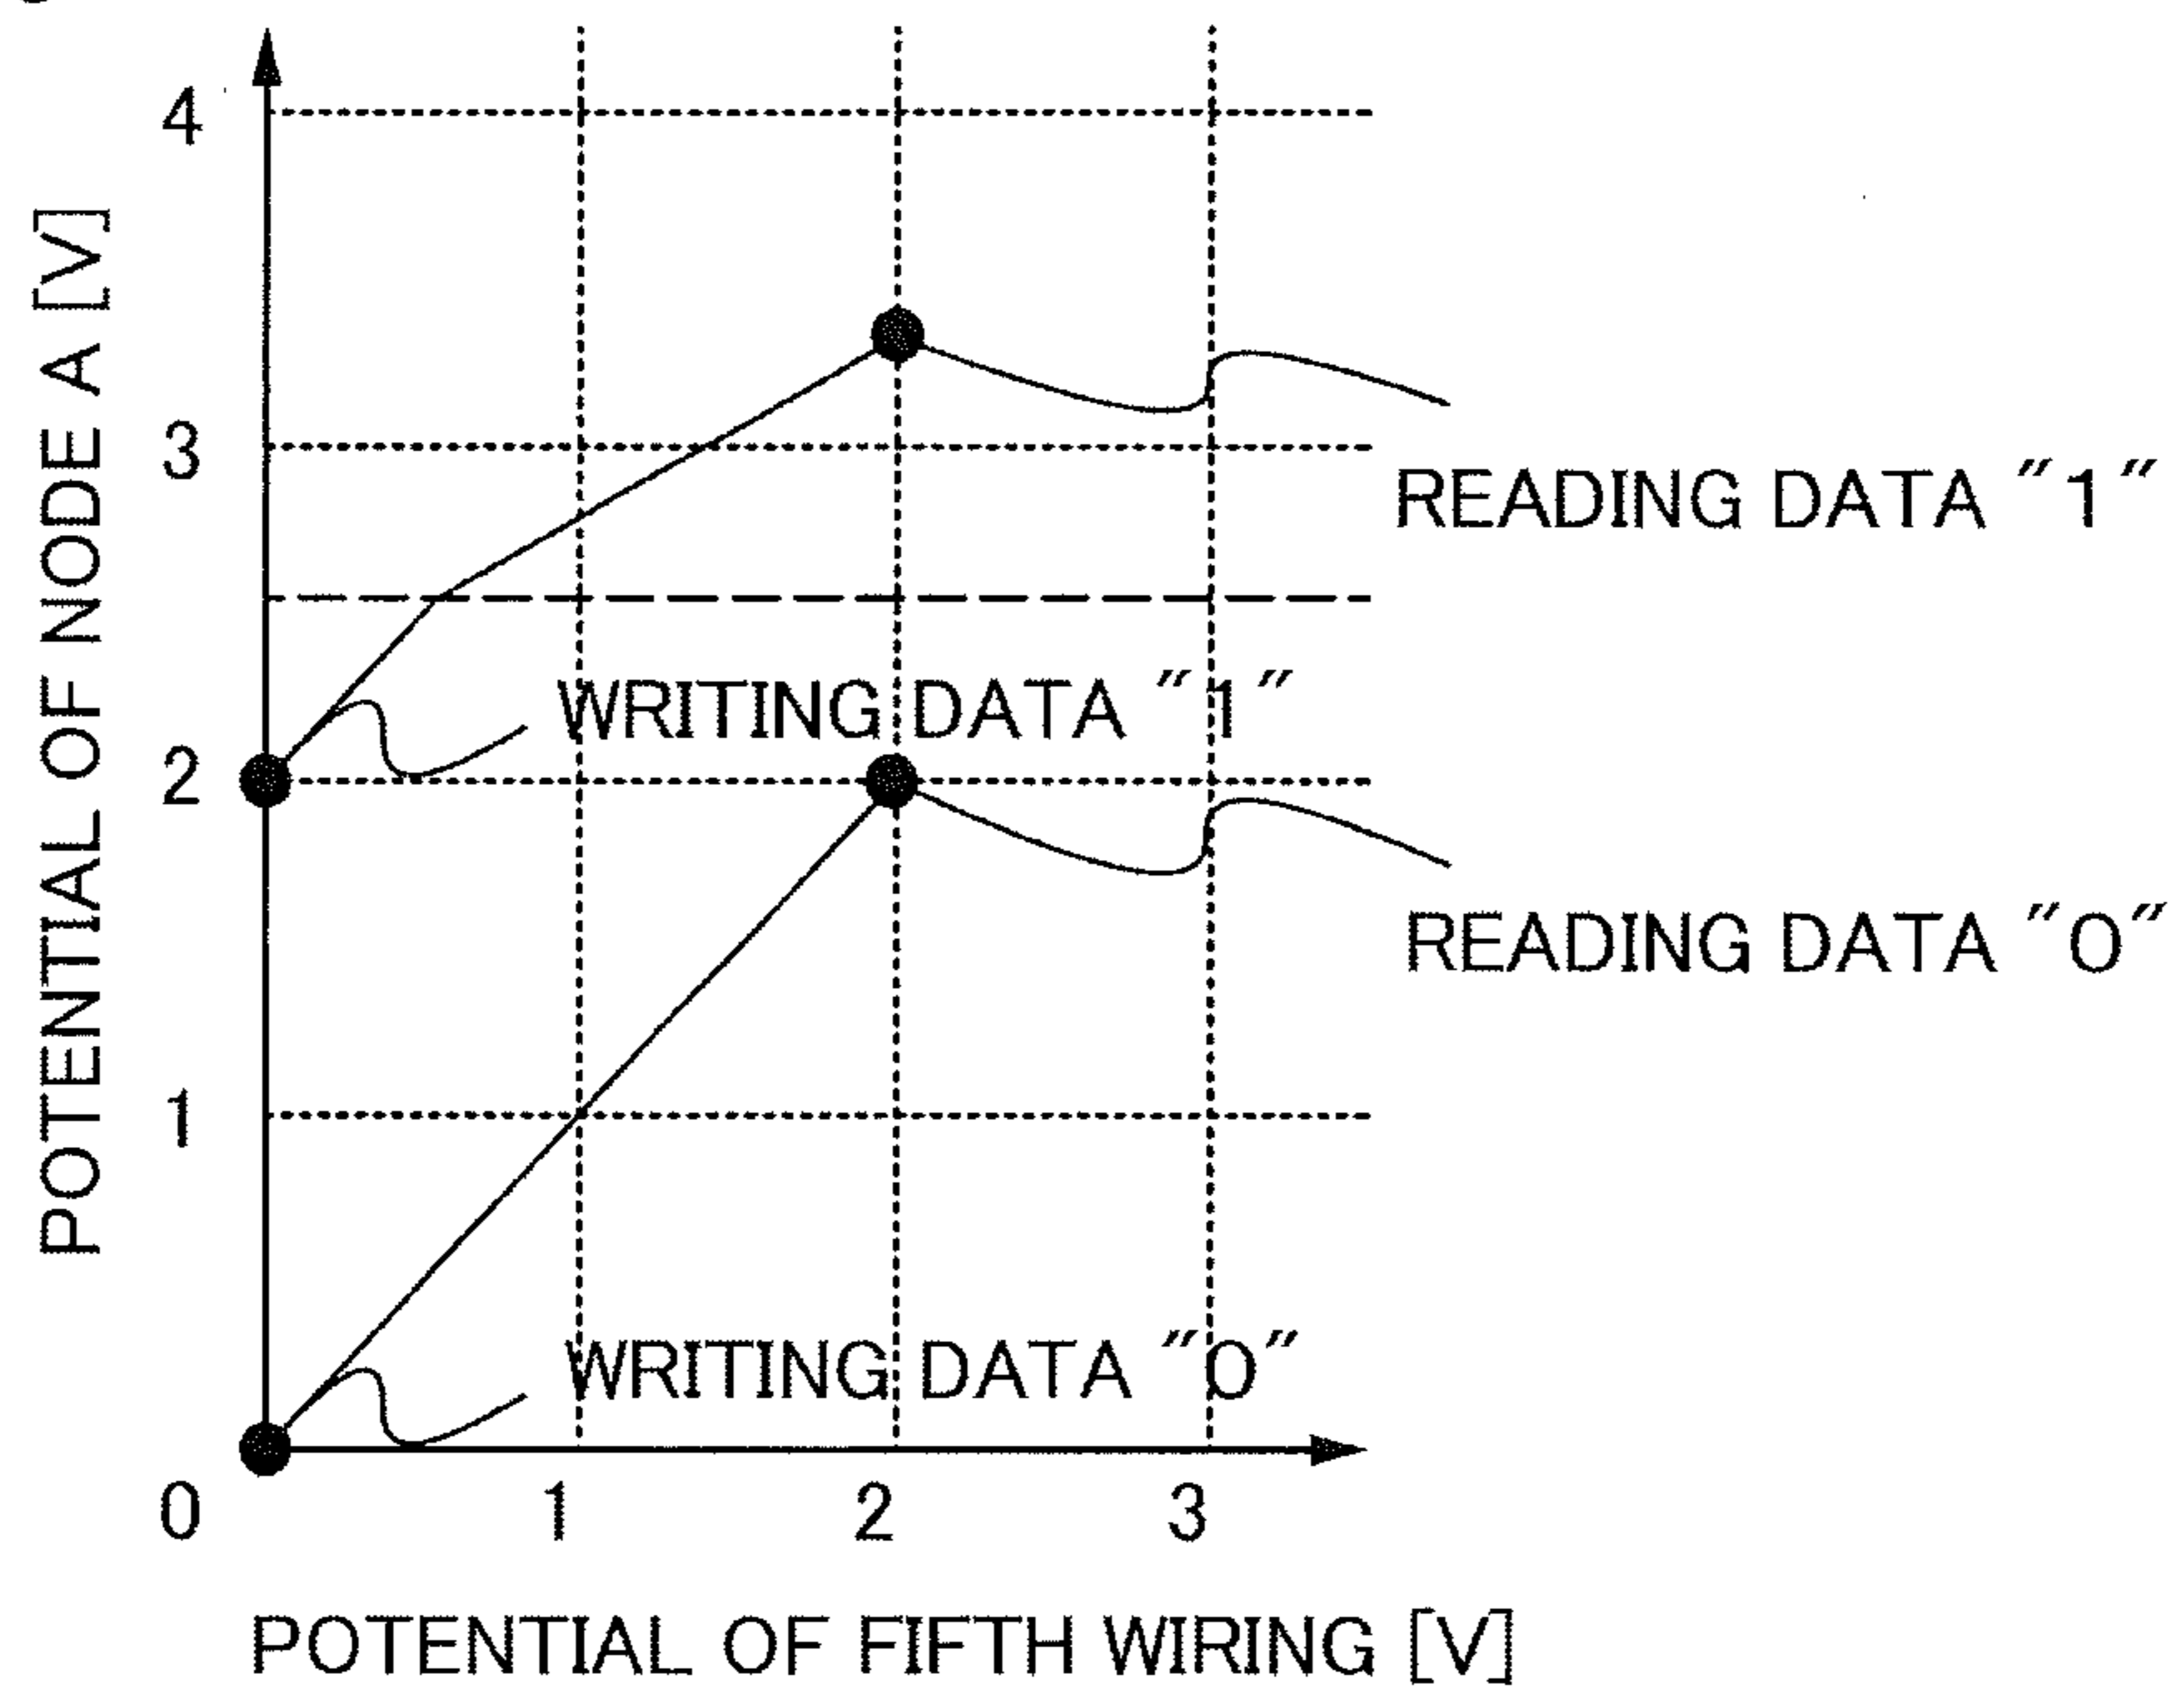 POTENTIAL OF NODE A [V]
4
3
READING DATA "1"
WRITING DATA "1"
2
READING DATA "0"
1
WRITING DATA "0"
0 1 2 3
POTENTIAL OF FIFTH WIRING [V]